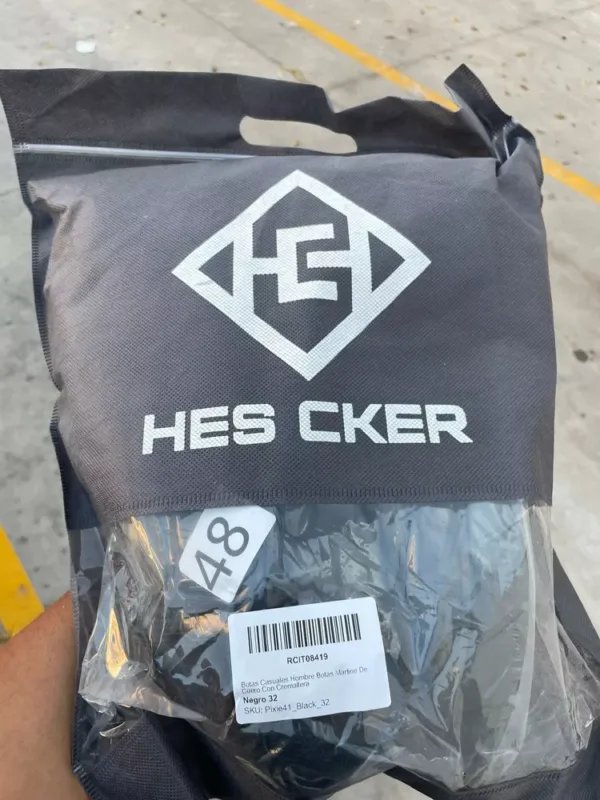 HES CKER
48
RCIT08419
Botas Casuales Hombre Botas Martine De
Cuero Con Cremallera
Negro 32
SKU: Pixie41_Black_32